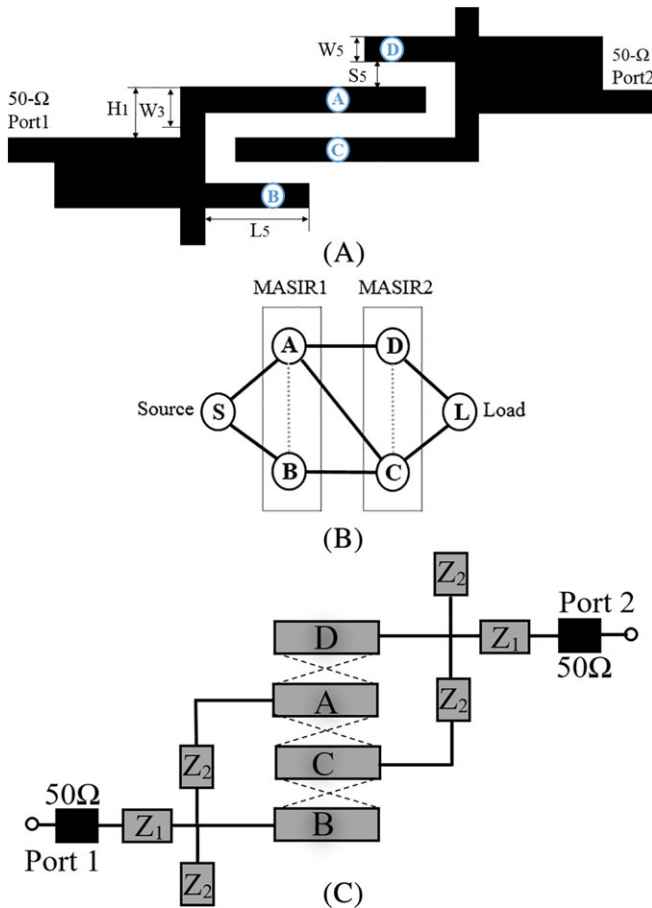 W5
D
S5
50-Ω
Port2
50-Ω
Port1
H1
W3
A
C
B
L5
(A)
MASIR1 MASIR2
A D
Source S L Load
B C
(B)
Z2
D
Z1
Port 2
50Ω
A
Z2
Z2
C
50Ω
Z1
B
Port 1
Z2
(C)